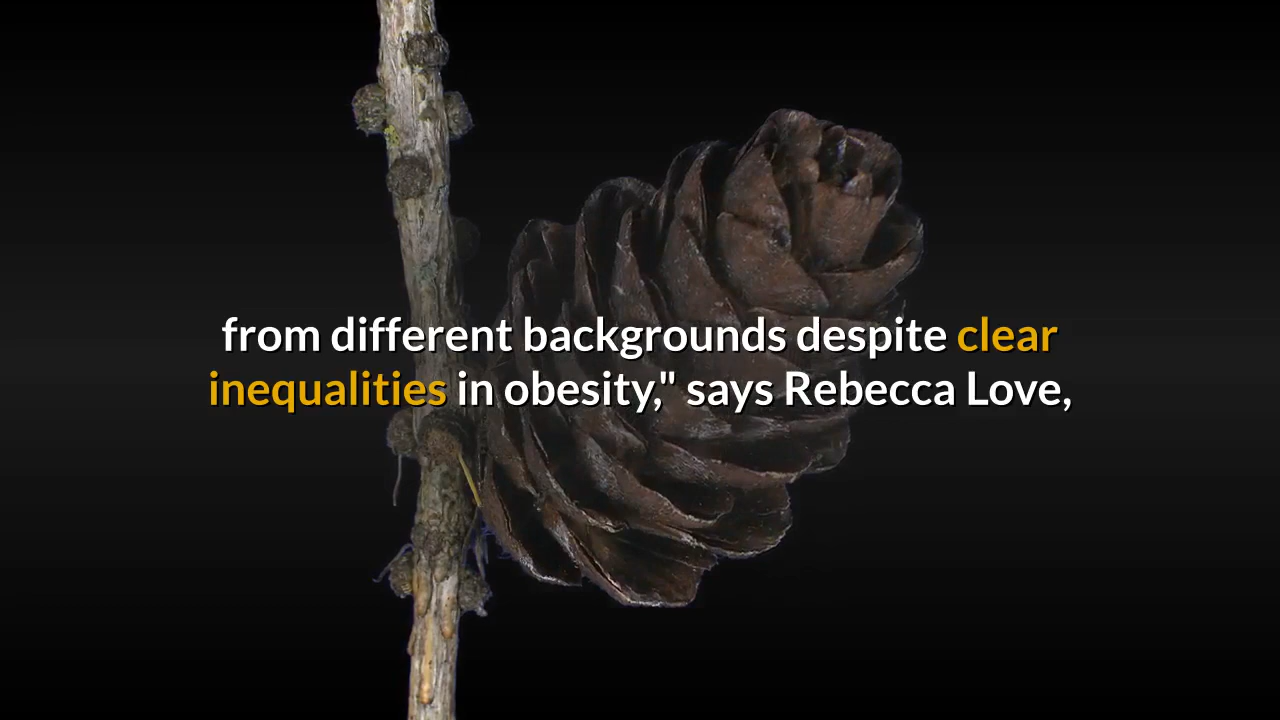 from different backgrounds despite clear
inequalities in obesity," says Rebecca Love,